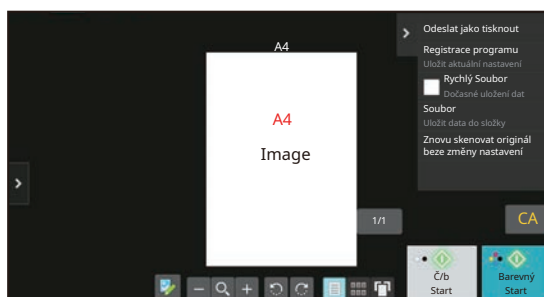 A4
A4
Image
Odeslat jako tisknout
Registrace programu
Uložit aktuální nastavení
Rychlý Soubor
Dočasné uložení dat
Soubor
Uložit data do složky
Znovu skenovat originál
beze změny nastavení
1/1
CA
Č/b
Start
Barevný
Start